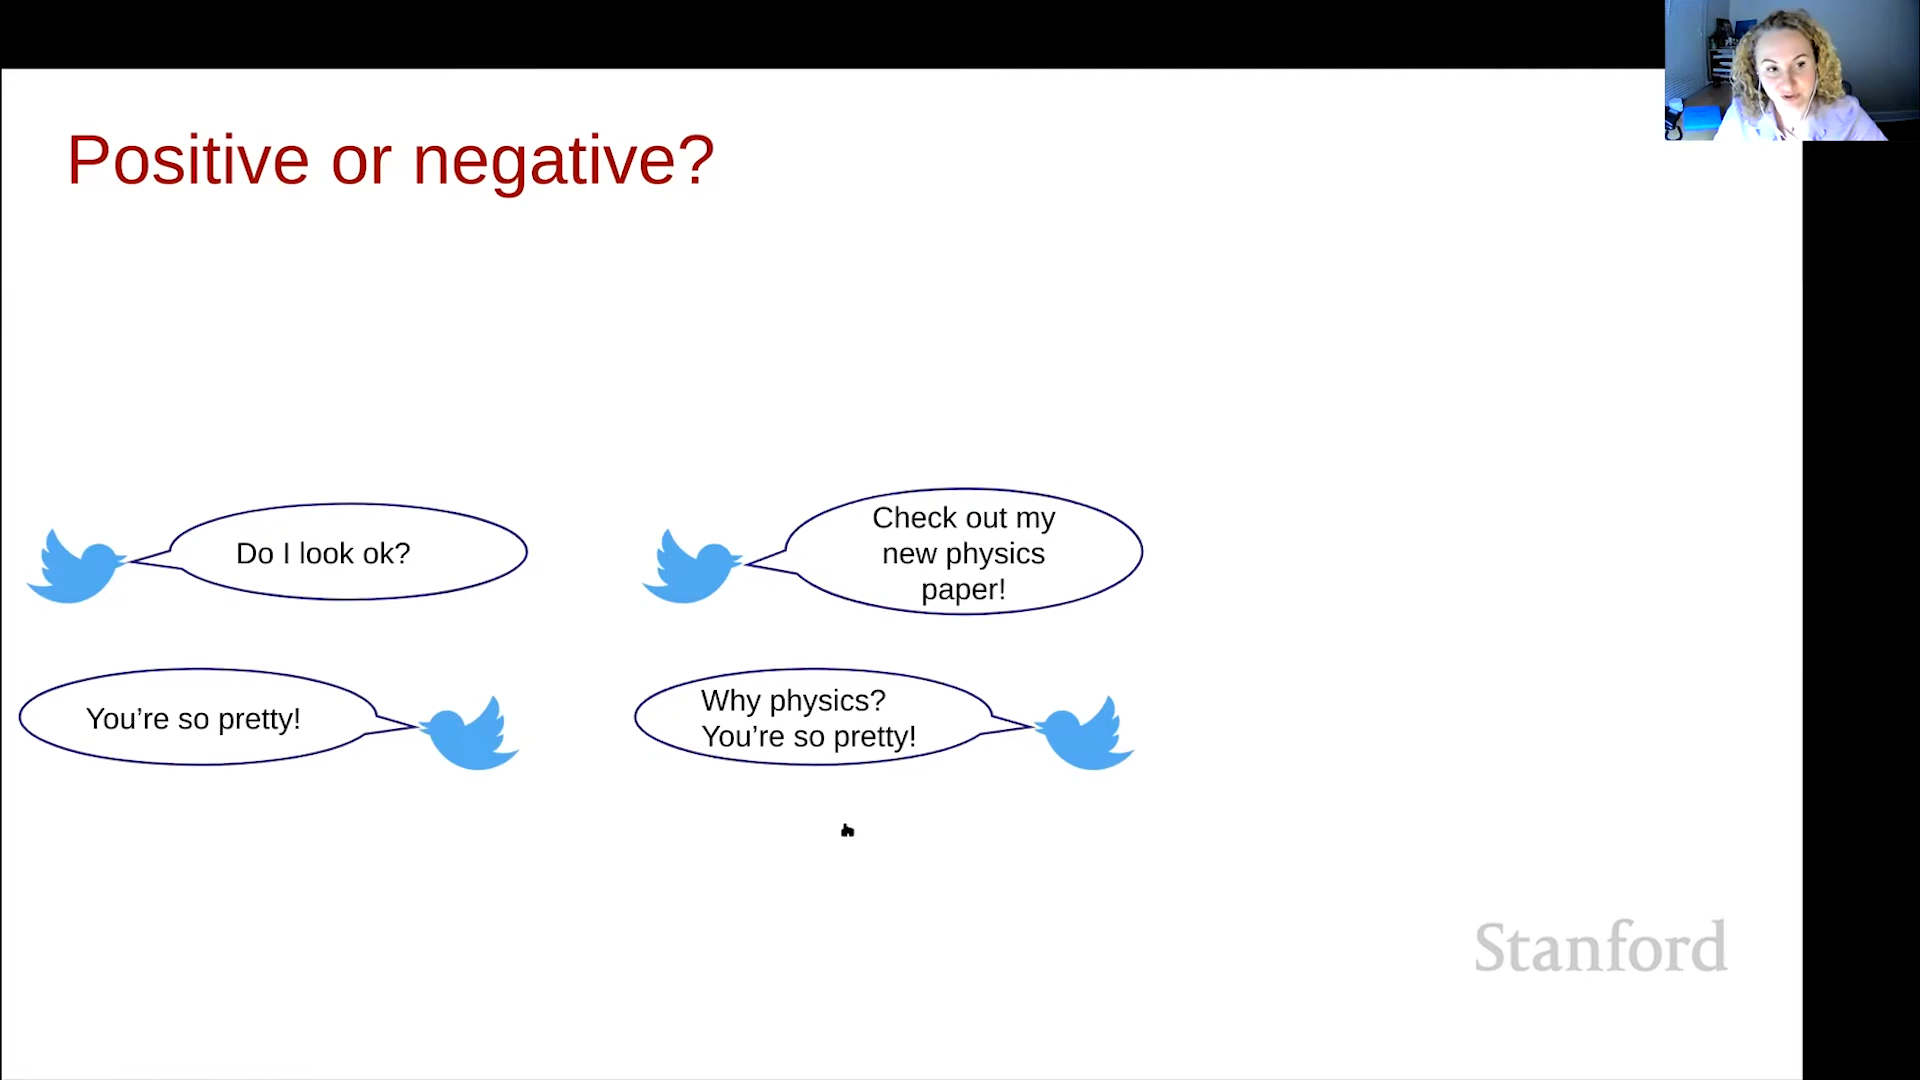 Positive or negative?
Do I look ok?
You’re so pretty!
Check out my
new physics
paper!
Why physics?
You’re so pretty!
Stanford